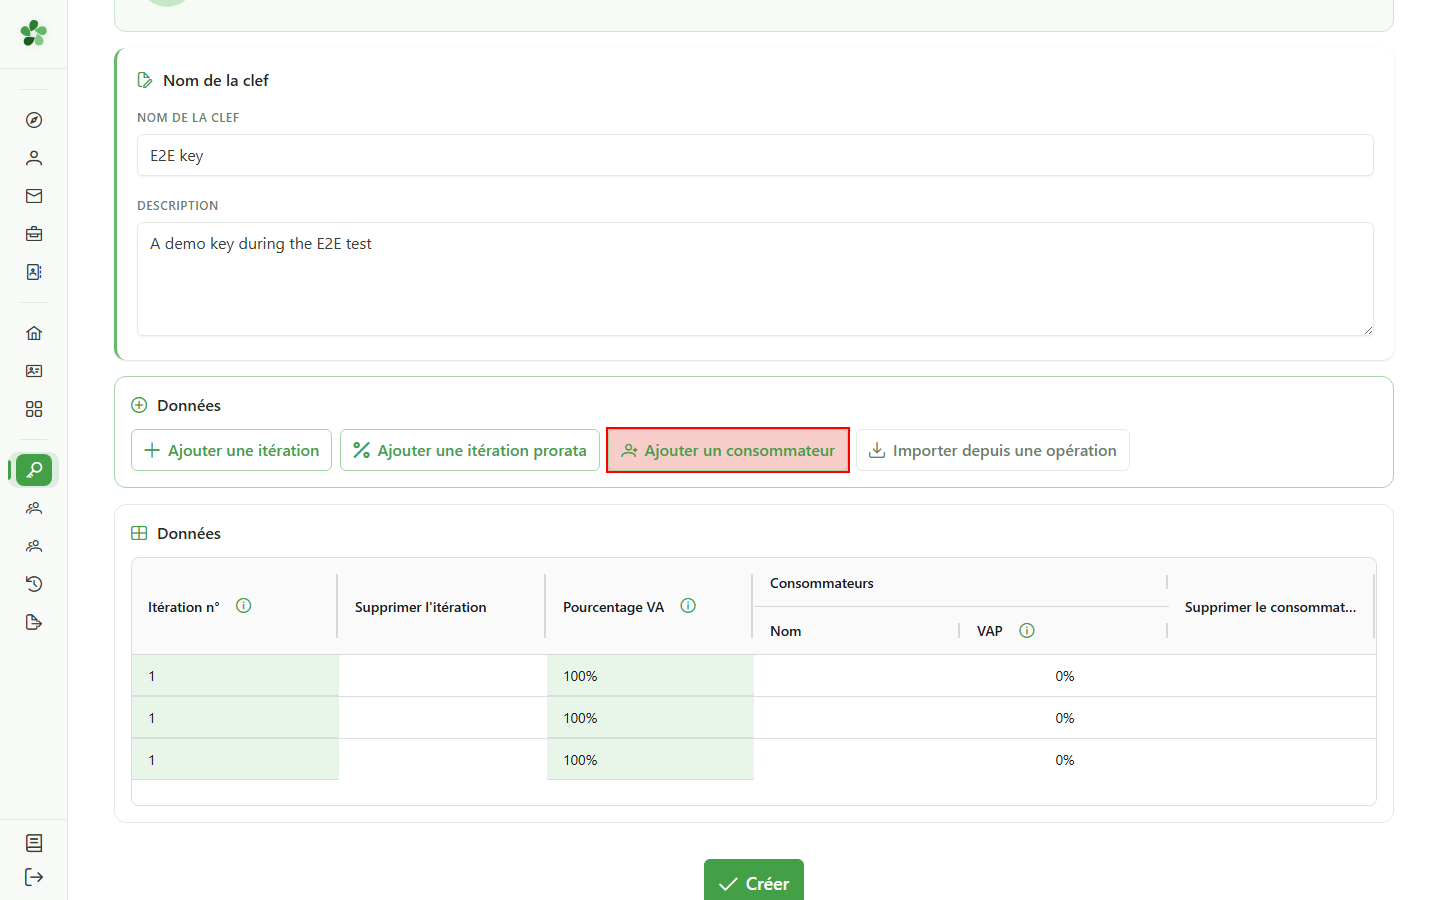 Nom de la clef
NOM DE LA CLEF
E2E key
DESCRIPTION
A demo key during the E2E test
Données
Ajouter une itération
Ajouter une itération prorata
Ajouter un consommateur
Importer depuis une opération
Données
Itération n°
Supprimer l'itération
Pourcentage VA
Consommateurs
Nom
VAP
Supprimer le consommat...
1 100% 0%
1 100% 0%
1 100% 0%
Créer